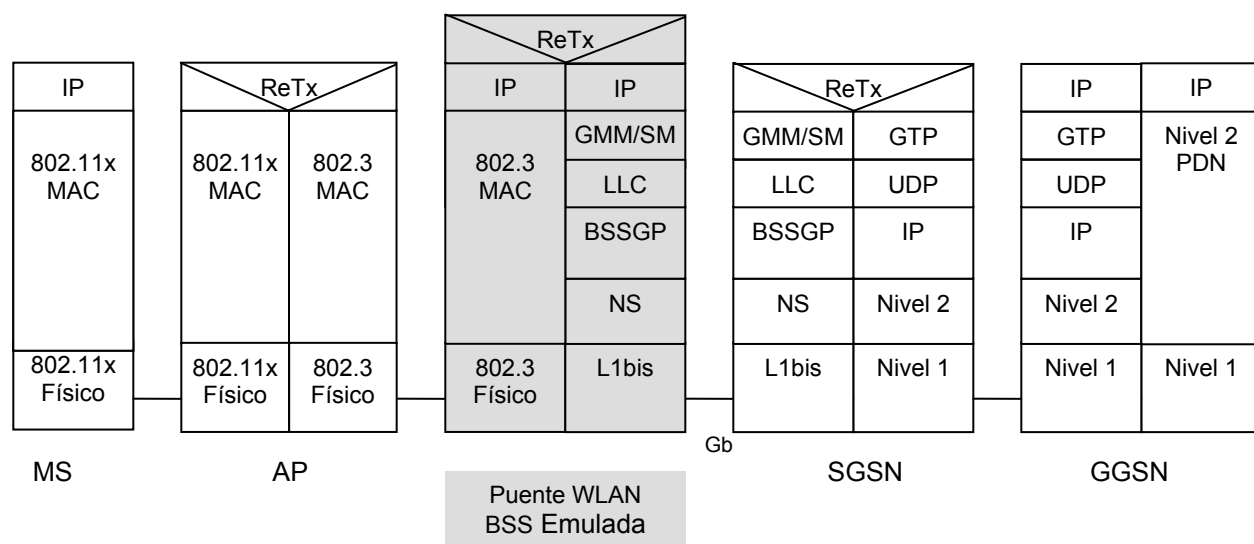 ReTx
IP
ReTx
IP
IP
ReTx
IP
IP
802.11x
MAC
802.11x
MAC
802.3
MAC
802.3
MAC
GMM/SM
LLC
BSSGP
NS
GMM/SM
LLC
BSSGP
NS
GTP
UDP
IP
Nivel 2
GTP
UDP
IP
Nivel 2
Nivel 2
PDN
802.11x
Físico
802.11x
Físico
802.3
Físico
802.3
Físico
L1bis
L1bis
Nivel 1
Nivel 1
Nivel 1
Gb
MS
AP
SGSN
GGSN
Puente WLAN
BSS Emulada